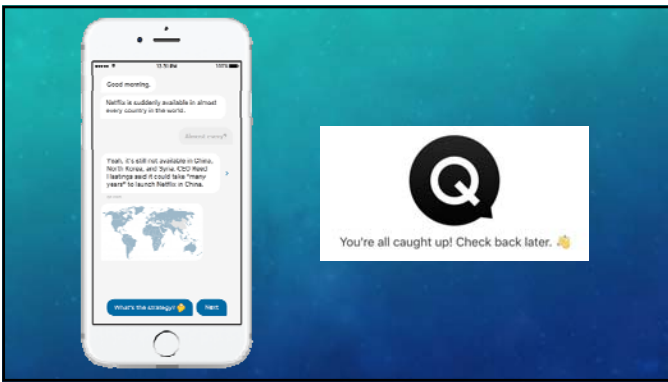 Good morning.
Netflix is suddenly available in almost
every country in the world.
Almost every?
Yeah, it's still not available in China,
North Korea, and Syria. CEO Reed
Hastings said it could take "many
years" to launch Netflix in China.
What's the strategy? 🤔 Next
Q
You're all caught up! Check back later. 👋